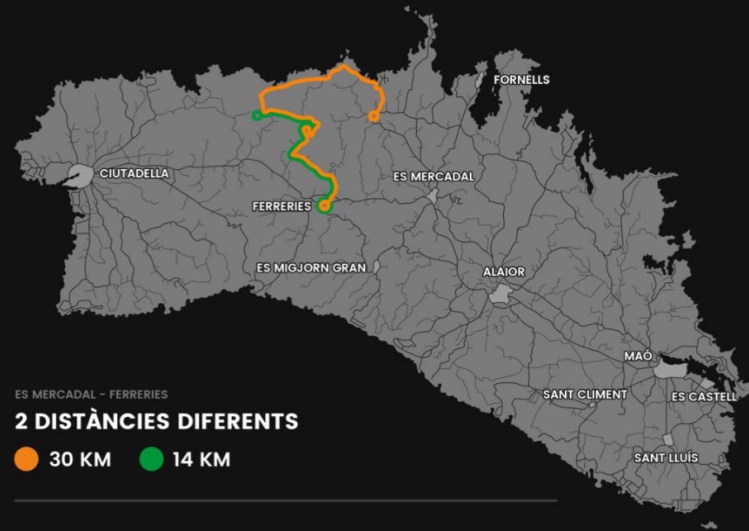 FORNELLS
CIUTADELLA
ES MERCADAL
FERRERIES
ES MIGJORN GRAN
ALAIOR
MAÓ
SANT CLIMENT
ES CASTELL
SANT LLUÍS
ES MERCADAL - FERRERIES
2 DISTÀNCIES DIFERENTS
30 KM 14 KM